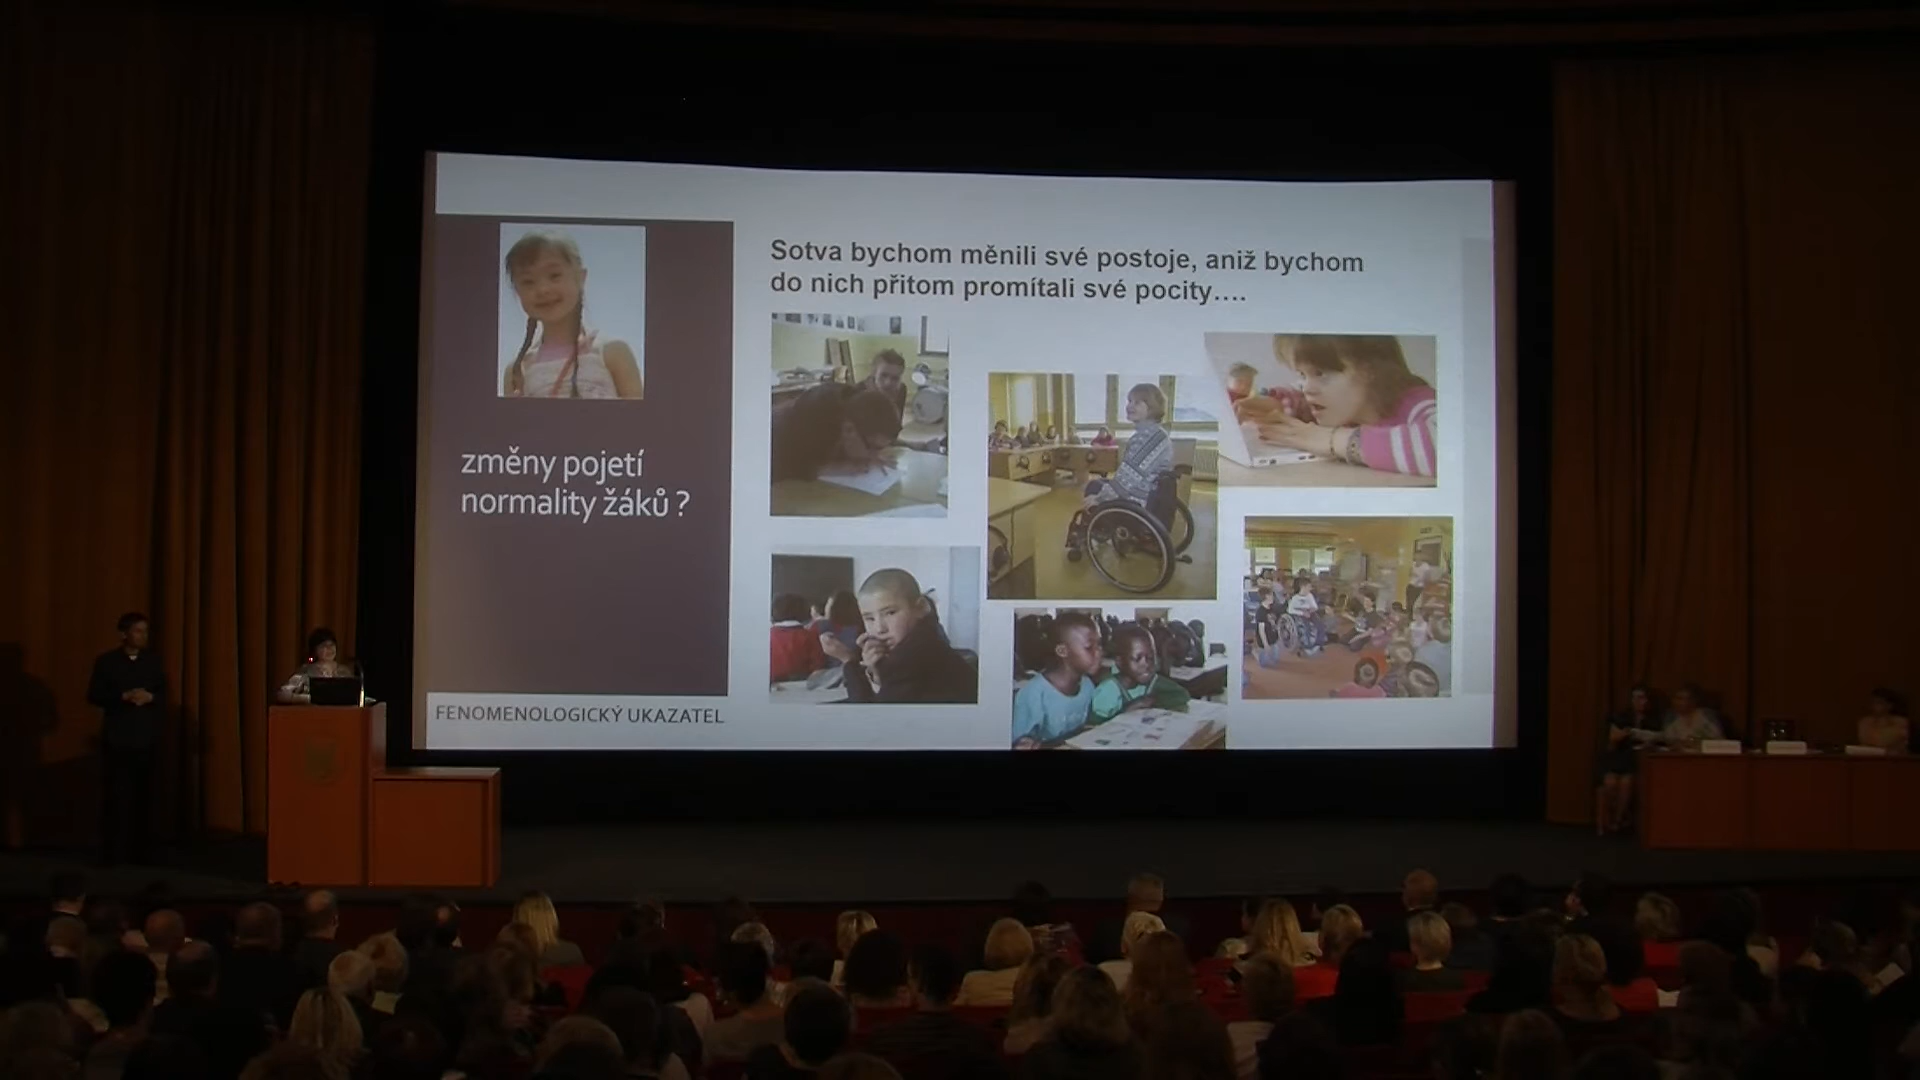 Sotva bychom měnili své postoje, aniž bychom
do nich přitom promítali své pocity….
změny pojetí
normality žáků ?
FENOMENOLOGICKÝ UKAZATEL